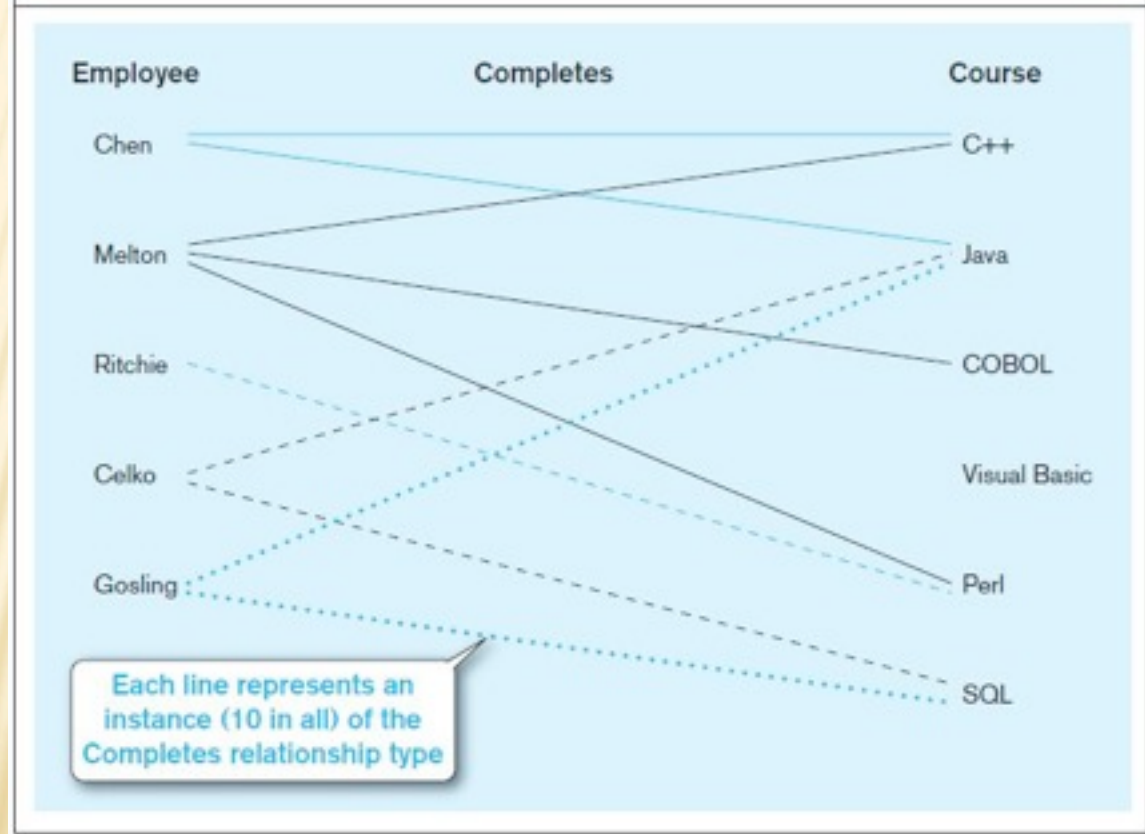 Employee Completes Course
Chen C++
Melton Java
Ritchie COBOL
Celko Visual Basic
Gosling Perl
SQL
Each line represents an
instance (10 in all) of the
Completes relationship type